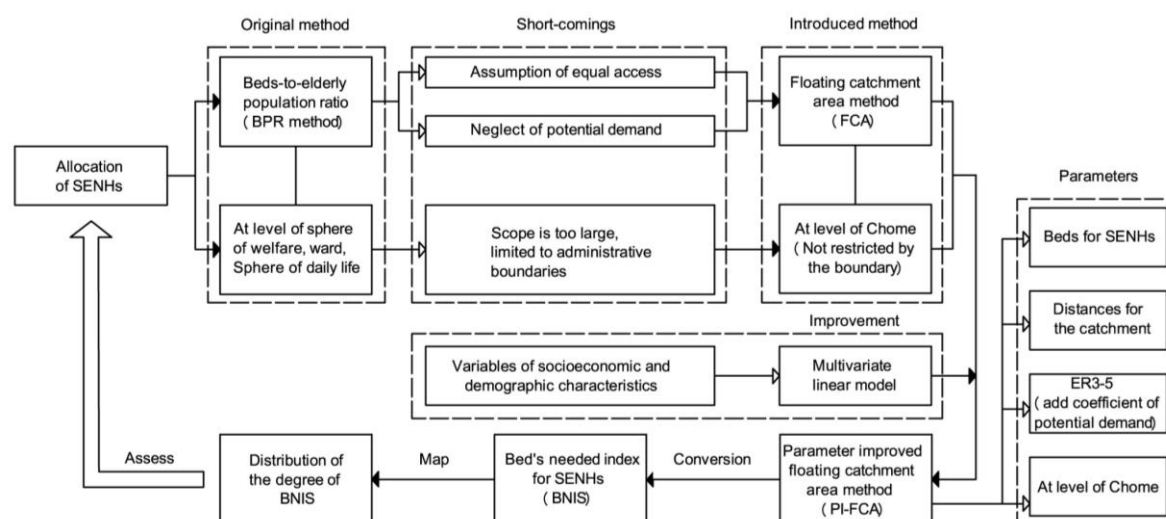 Original method
Short-comings
Introduced method
Beds-to-elderly
population ratio
( BPR method)
Assumption of equal access
Neglect of potential demand
Floating catchment
area method
( FCA)
Allocation
of SENHs
At level of sphere
of welfare, ward,
Sphere of daily life
Scope is too large,
limited to administrative
boundaries
At level of Chome
( Not restricted by
the boundary)
Parameters
Beds for SENHs
Distances for
the catchment
ER3-5
( add coefficient of
potential demand)
At level of Chome
Improvement
Variables of socioeconomic and
demographic characteristics
Multivariate
linear model
Assess
Distribution of
the degree of
BNIS
Map
Bed's needed index
for SENHs
( BNIS)
Conversion
Parameter improved
floating catchment
area method
( PI-FCA)